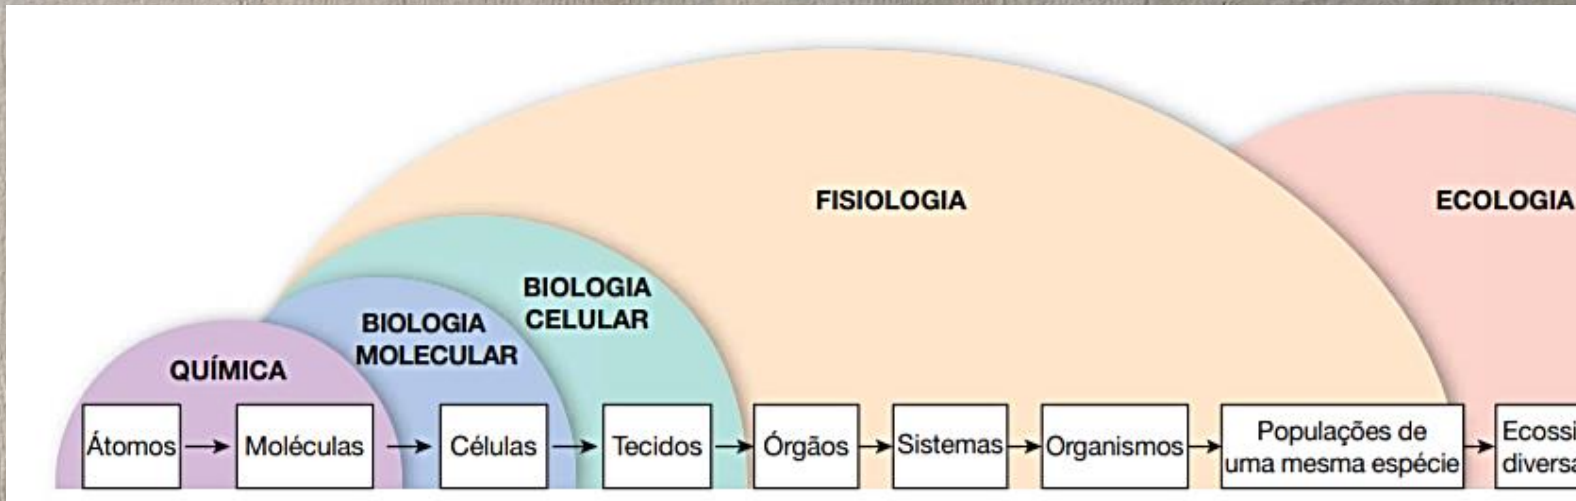 FISIOLOGIA
ECOLOGIA
BIOLOGIA
CELULAR
BIOLOGIA
MOLECULAR
QUÍMICA
Átomos
Moléculas
Células
Tecidos
Órgãos
Sistemas
Organismos
Populações de
uma mesma espécie